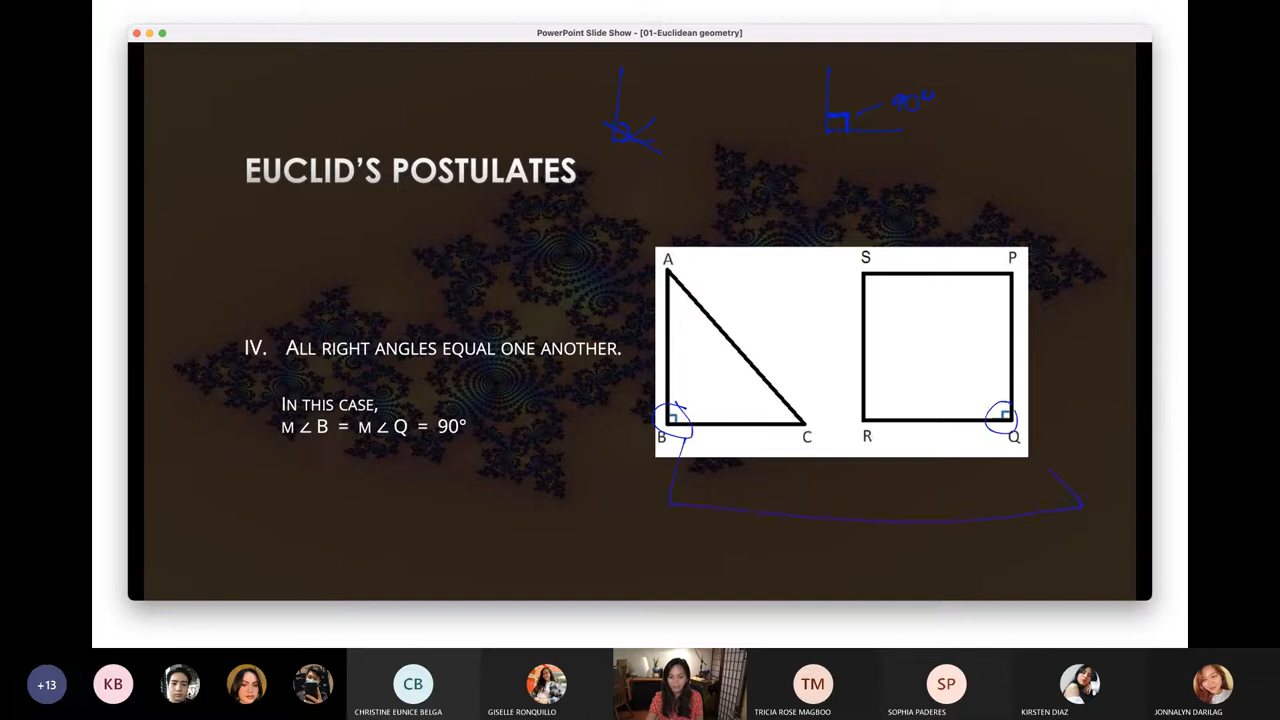 PowerPoint Slide Show - [01-Euclidean geometry]
90°
EUCLID'S POSTULATES
A
S
P
IV. ALL RIGHT ANGLES EQUAL ONE ANOTHER.
IN THIS CASE,
M∠B = M∠Q = 90°
B
C
R
Q
+13
KB
CB
TM
SP
CHRISTINE EUNICE BELGA
GISELLE RONQUILLO
TRICIA ROSE MAGBOO
SOPHIA PADERES
KIRSTEN DIAZ
JONNALYN DARILAG